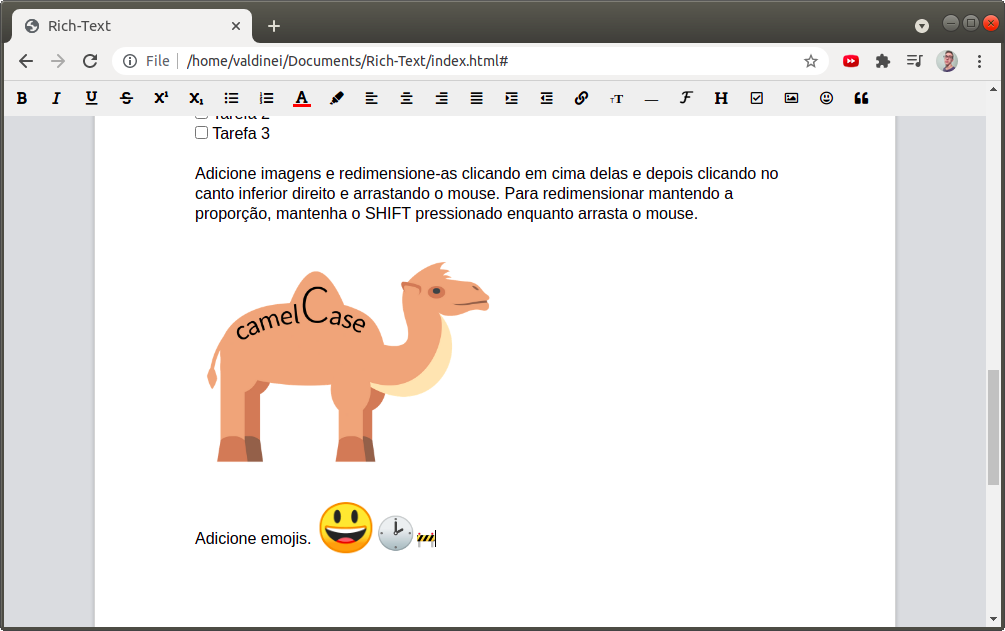 Rich-Text
File
/home/valdinei/Documents/Rich-Text/index.html#
B I U S X¹ X₁ A тT F H
Tarefa 2
Tarefa 3
Adicione imagens e redimensione-as clicando em cima delas e depois clicando no
canto inferior direito e arrastando o mouse. Para redimensionar mantendo a
proporção, mantenha o SHIFT pressionado enquanto arrasta o mouse.
camelCase
Adicione emojis. 😃🕑🚧